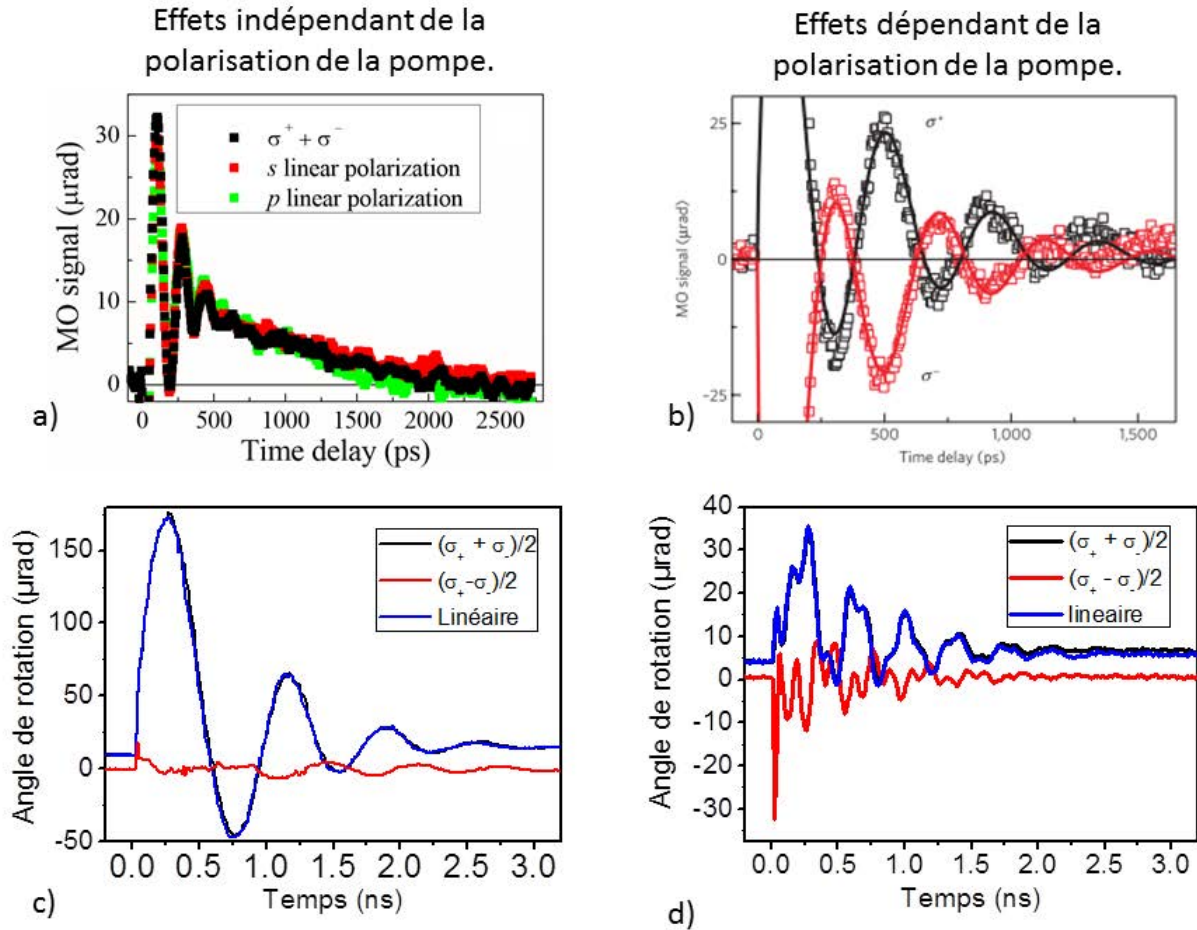 Effets indépendant de la
polarisation de la pompe.
30
20
10
0
MO signal (µrad)
σ⁺ + σ⁻
s linear polarization
p linear polarization
a)
0 500 1000 1500 2000 2500
Time delay (ps)
Effets dépendant de la
polarisation de la pompe.
25
0
-25
MO signal (µrad)
σ⁺
σ⁻
b)
0 500 1,000 1,500
Time delay (ps)
150
100
50
0
-50
Angle de rotation (µrad)
(σ₊ + σ₋)/2
(σ₊-σ₋)/2
Linéaire
0.0 0.5 1.0 1.5 2.0 2.5 3.0
Temps (ns)
c)
40
30
20
10
0
-10
-20
-30
Angle de rotation (µrad)
(σ₊ + σ₋)/2
(σ₊ - σ₋)/2
lineaire
0.0 0.5 1.0 1.5 2.0 2.5 3.0
Temps (ns)
d)